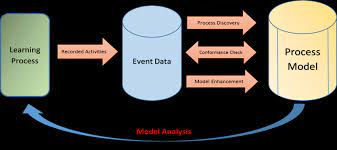 Process Discovery
Learning
Process
Recorded Activities
Event Data
Conformance Check
Process
Model
Model Enhancement
Model Analysis